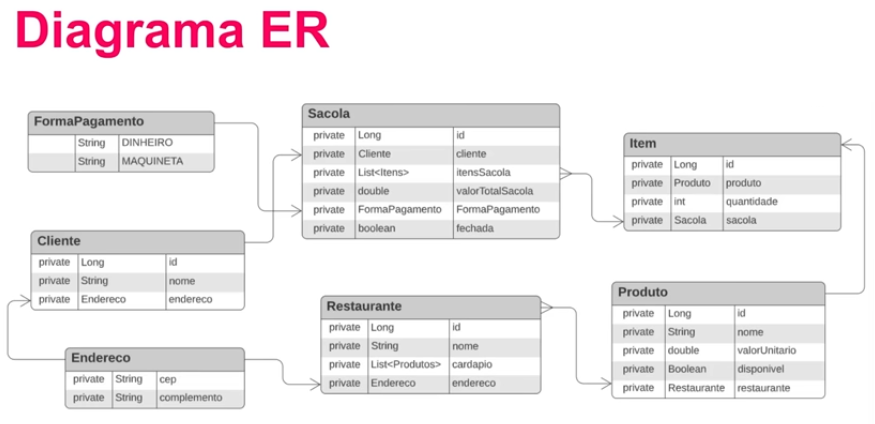 Diagrama ER
FormaPagamento
String DINHEIRO
String MAQUINETA
Sacola
private Long id
private Cliente cliente
private List<Itens> itensSacola
private double valorTotalSacola
private FormaPagamento FormaPagamento
private boolean fechada
Item
private Long id
private Produto produto
private int quantidade
private Sacola sacola
Cliente
private Long id
private String nome
private Endereco endereco
Restaurante
private Long id
private String nome
private List<Produtos> cardapio
private Endereco endereco
Produto
private Long id
private String nome
private double valorUnitario
private Boolean disponivel
private Restaurante restaurante
Endereco
private String cep
private String complemento